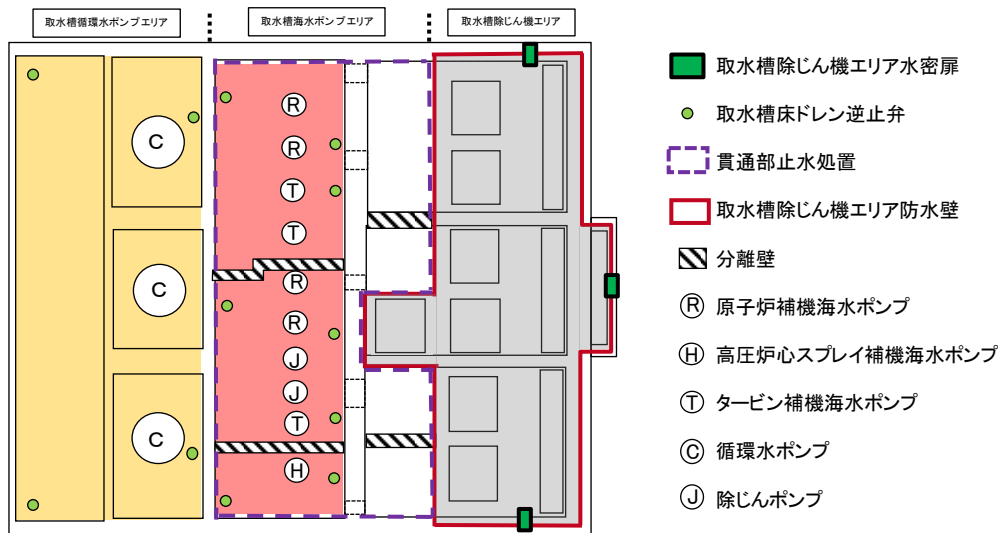 取水槽循環水ポンプエリア
取水槽海水ポンプエリア
取水槽除じん機エリア
C
C
C
R
R
T
T
R
R
J
J
T
H
取水槽除じん機エリア水密扉
取水槽床ドレン逆止弁
貫通部止水処置
取水槽除じん機エリア防水壁
分離壁
R 原子炉補機海水ポンプ
H 高圧炉心スプレイ補機海水ポンプ
T タービン補機海水ポンプ
C 循環水ポンプ
J 除じんポンプ